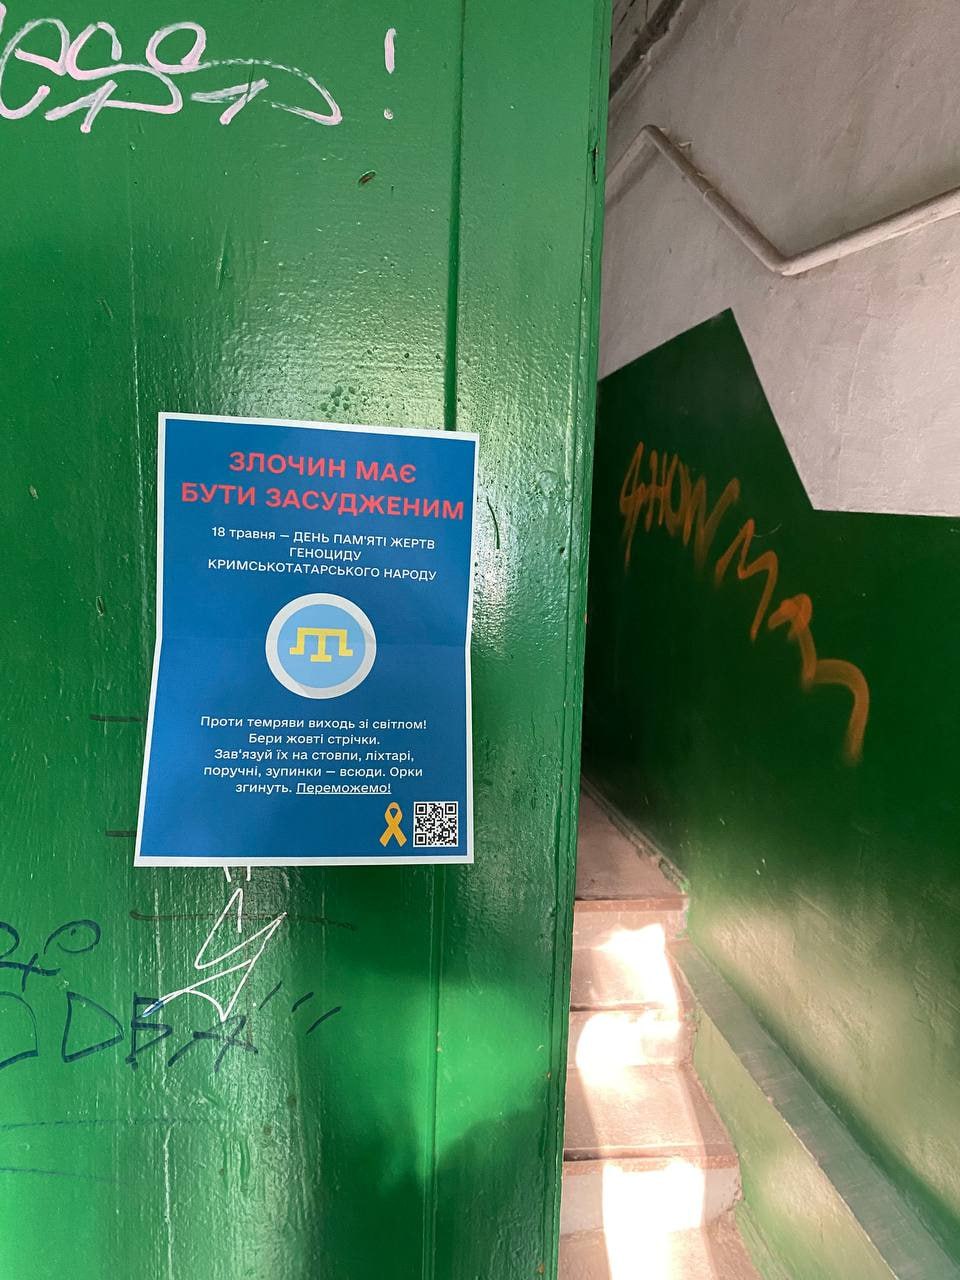 ЗЛОЧИН МАЄ
БУТИ ЗАСУДЖЕНИМ
18 травня — ДЕНЬ ПАМ'ЯТІ ЖЕРТВ
ГЕНОЦИДУ
КРИМСЬКОТАТАРСЬКОГО НАРОДУ
Проти темряви виходь зі світлом!
Бери жовті стрічки.
Зав'язуй їх на стовпи, ліхтарі,
поручні, зупинки — всюди. Орки
згинуть. Переможемо!
SHOW